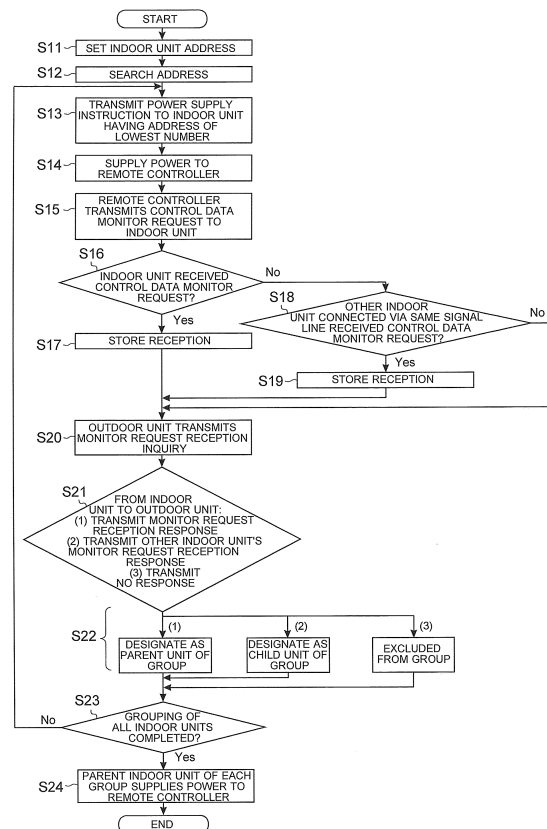 START
S11
SET INDOOR UNIT ADDRESS
S12
SEARCH ADDRESS
S13
TRANSMIT POWER SUPPLY
INSTRUCTION TO INDOOR UNIT
HAVING ADDRESS OF
LOWEST NUMBER
S14
SUPPLY POWER TO
REMOTE CONTROLLER
S15
REMOTE CONTROLLER
TRANSMITS CONTROL DATA
MONITOR REQUEST TO
INDOOR UNIT
S16
INDOOR UNIT RECEIVED
CONTROL DATA MONITOR
REQUEST?
No
Yes
S18
OTHER INDOOR
UNIT CONNECTED VIA SAME SIGNAL
LINE RECEIVED CONTROL DATA
MONITOR REQUEST?
No
Yes
S17
STORE RECEPTION
S19
STORE RECEPTION
S20
OUTDOOR UNIT TRANSMITS
MONITOR REQUEST RECEPTION
INQUIRY
S21
FROM INDOOR
UNIT TO OUTDOOR UNIT:
(1) TRANSMIT MONITOR REQUEST
RECEPTION RESPONSE
(2) TRANSMIT OTHER INDOOR UNIT'S
MONITOR REQUEST RECEPTION
RESPONSE
(3) TRANSMIT
NO RESPONSE
S22
(1)
(2)
(3)
DESIGNATE AS
PARENT UNIT OF
GROUP
DESIGNATE AS
CHILD UNIT OF
GROUP
EXCLUDED
FROM GROUP
S23
No
GROUPING OF
ALL INDOOR UNITS
COMPLETED?
Yes
S24
PARENT INDOOR UNIT OF EACH
GROUP SUPPLIES POWER TO
REMOTE CONTROLLER
END